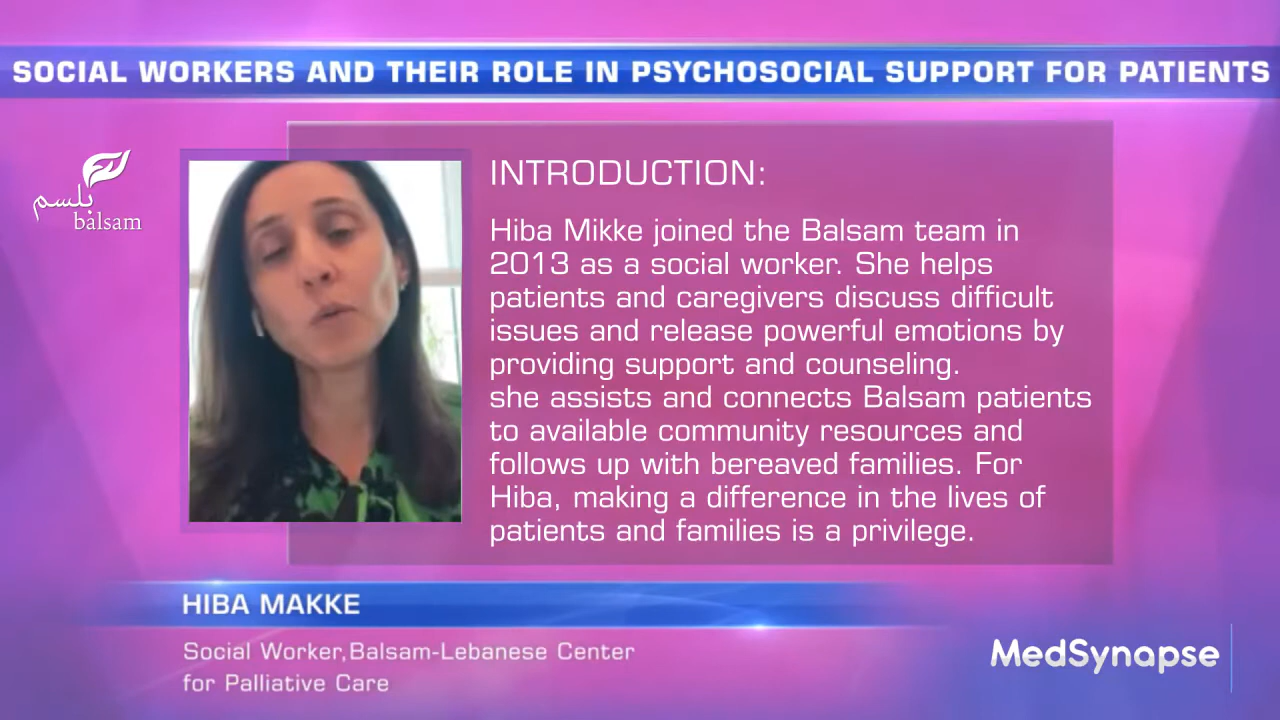 SOCIAL WORKERS AND THEIR ROLE IN PSYCHOSOCIAL SUPPORT FOR PATIENTS
بلسم
balsam
INTRODUCTION:
Hiba Mikke joined the Balsam team in
2013 as a social worker. She helps
patients and caregivers discuss difficult
issues and release powerful emotions by
providing support and counseling.
she assists and connects Balsam patients
to available community resources and
follows up with bereaved families. For
Hiba, making a difference in the lives of
patients and families is a privilege.
HIBA MAKKE
Social Worker,Balsam-Lebanese Center
for Palliative Care
MedSynapse